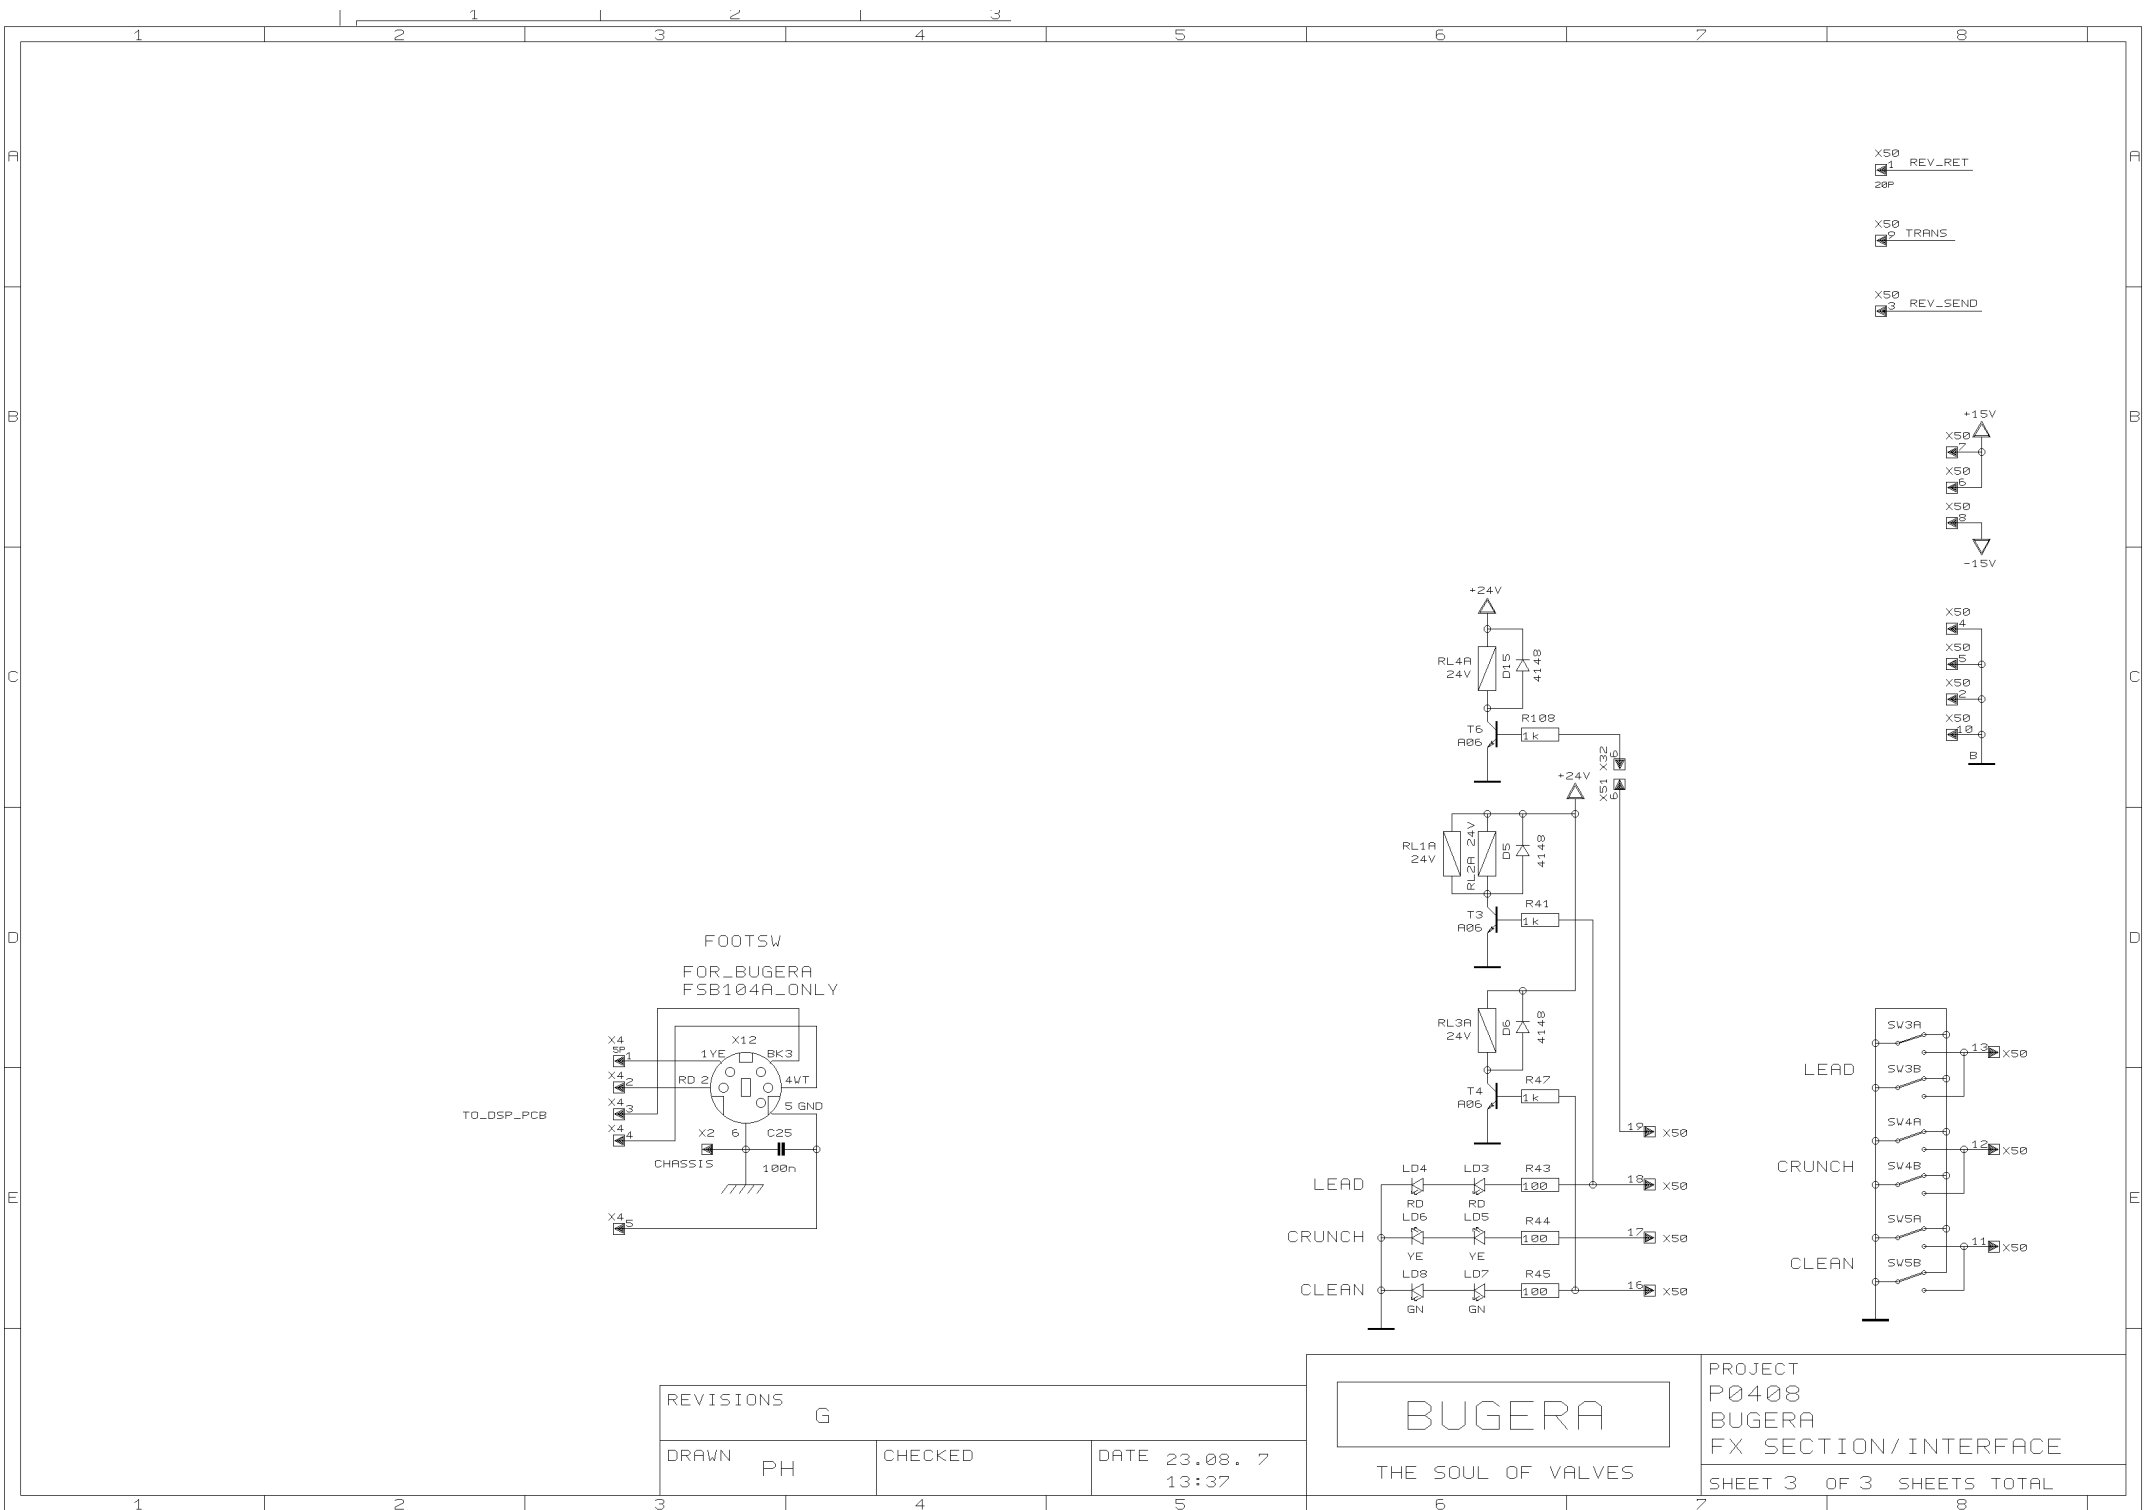 1 2 3
1 2 3 4 5 6 7 8
A A
X50
1 REV_RET
20P
X50
9 TRANS
X50
3 REV_SEND
B B
+15V
X50
7
X50
6
X50
8
-15V
+24V
X50
4
X50
5
X50
2
X50
10
B
C C
RL4A
24V
D15
4148
T6
A06
R108
1k
X32
6
X51
6
+24V
RL1A
24V
RL2A 24V
D5
4148
T3
A06
R41
1k
D D
FOOTSW
FOR_BUGERA
FSB104A_ONLY
X4
5P
1
X4
2
X4
3
X4
4
X12
1YE BK3
RD 2 4WT
5 GND
TO_DSP_PCB
X2 6 C25
CHASSIS 100n
X4
5
RL3A
24V
D6
4148
T4
A06
R47
1k
19 X50
LEAD
LD4 LD3 R43
RD RD 100
18 X50
CRUNCH
LD6 LD5 R44
YE YE 100
17 X50
CLEAN
LD8 LD7 R45
GN GN 100
16 X50
LEAD
SW3A
13 X50
SW3B
CRUNCH
SW4A
12 X50
SW4B
CLEAN
SW5A
11 X50
SW5B
E E
REVISIONS
G
DRAWN PH
CHECKED
DATE 23.08. 7
13:37
BUGERA
THE SOUL OF VALVES
PROJECT
P0408
BUGERA
FX SECTION/INTERFACE
SHEET 3 OF 3 SHEETS TOTAL
1 2 3 4 5 6 7 8